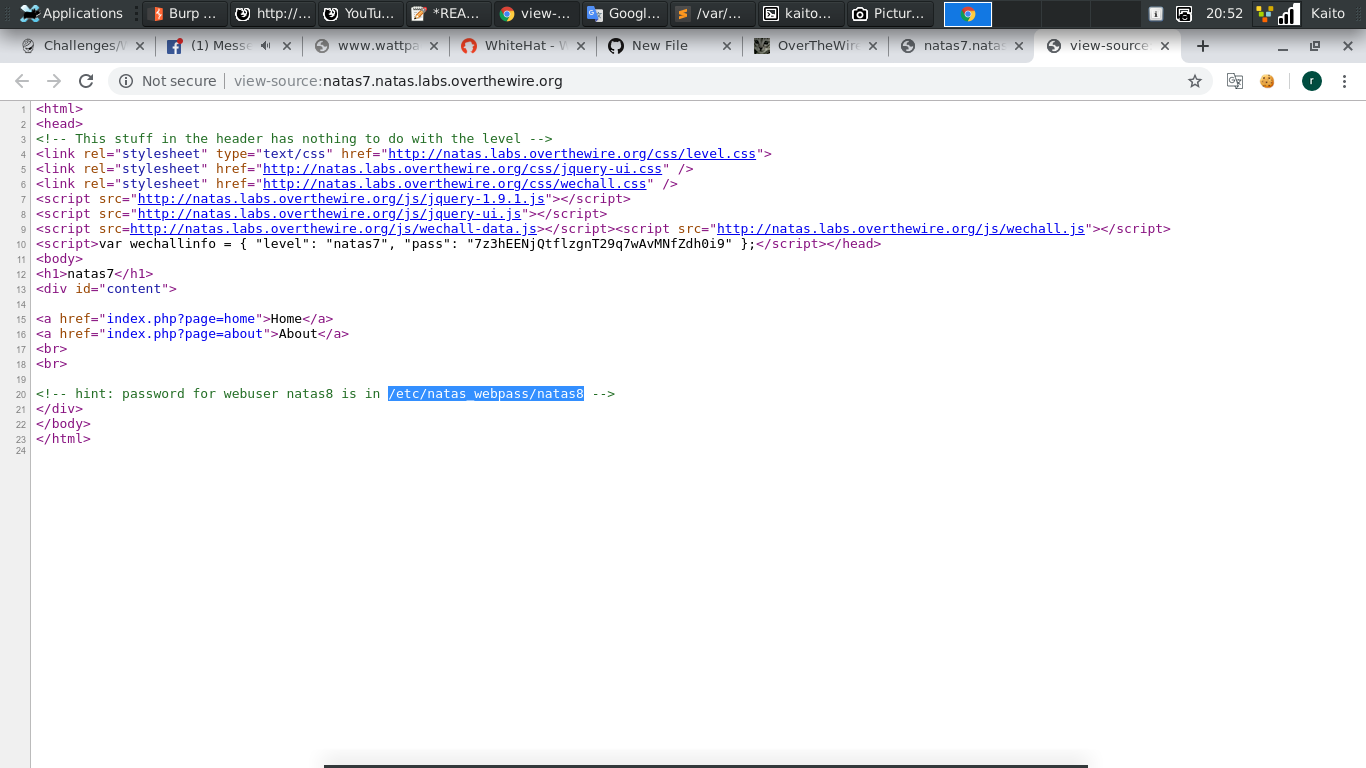 Applications Burp ... http://... YouTu... *REA... view-... Googl... /var/... kaito... Pictur... 20:52 Kaito
Challenges/W (1) Messe www.wattpa WhiteHat - W New File OverTheWire natas7.natas view-source
Not secure view-source:natas7.natas.labs.overthewire.org r
1 <html>
2 <head>
3 <!-- This stuff in the header has nothing to do with the level -->
4 <link rel="stylesheet" type="text/css" href="http://natas.labs.overthewire.org/css/level.css">
5 <link rel="stylesheet" href="http://natas.labs.overthewire.org/css/jquery-ui.css" />
6 <link rel="stylesheet" href="http://natas.labs.overthewire.org/css/wechall.css" />
7 <script src="http://natas.labs.overthewire.org/js/jquery-1.9.1.js"></script>
8 <script src="http://natas.labs.overthewire.org/js/jquery-ui.js"></script>
9 <script src=http://natas.labs.overthewire.org/js/wechall-data.js></script><script src="http://natas.labs.overthewire.org/js/wechall.js"></script>
10 <script>var wechallinfo = { "level": "natas7", "pass": "7z3hEENjQtflzgnT29q7wAvMNfZdh0i9" };</script></head>
11 <body>
12 <h1>natas7</h1>
13 <div id="content">
14
15 <a href="index.php?page=home">Home</a>
16 <a href="index.php?page=about">About</a>
17 <br>
18 <br>
19
20 <!-- hint: password for webuser natas8 is in /etc/natas_webpass/natas8 -->
21 </div>
22 </body>
23 </html>
24